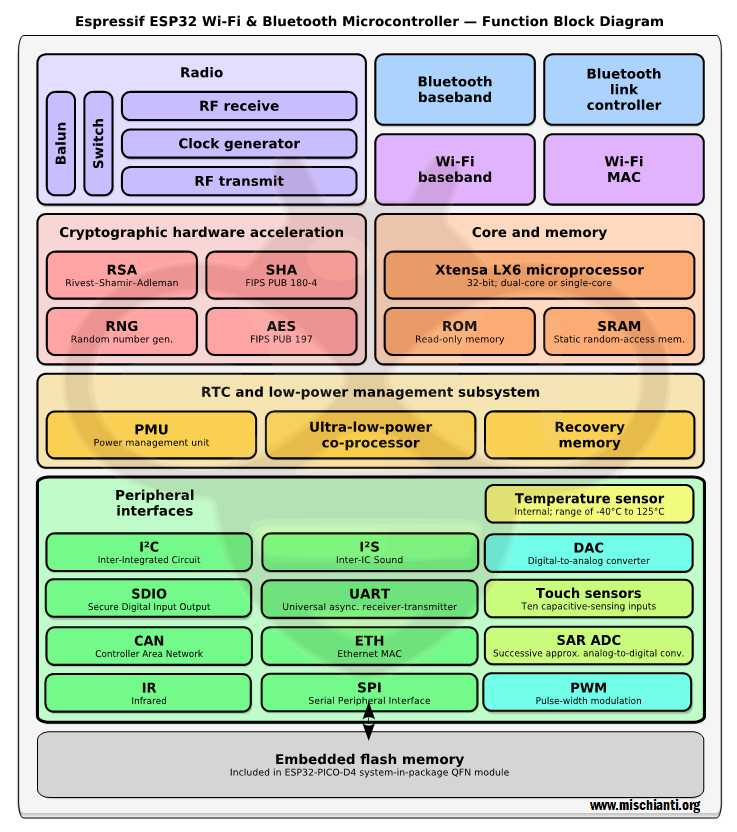 Espressif ESP32 Wi-Fi & Bluetooth Microcontroller — Function Block Diagram
Radio
Balun
Switch
RF receive
Clock generator
RF transmit
Bluetooth
baseband
Bluetooth
link
controller
Wi-Fi
baseband
Wi-Fi
MAC
Cryptographic hardware acceleration
RSA
Rivest–Shamir–Adleman
SHA
FIPS PUB 180-4
RNG
Random number gen.
AES
FIPS PUB 197
Core and memory
Xtensa LX6 microprocessor
32-bit; dual-core or single-core
ROM
Read-only memory
SRAM
Static random-access mem.
RTC and low-power management subsystem
PMU
Power management unit
Ultra-low-power
co-processor
Recovery
memory
Peripheral
interfaces
Temperature sensor
Internal; range of -40°C to 125°C
I²C
Inter-Integrated Circuit
I²S
Inter-IC Sound
DAC
Digital-to-analog converter
SDIO
Secure Digital Input Output
UART
Universal async. receiver-transmitter
Touch sensors
Ten capacitive-sensing inputs
CAN
Controller Area Network
ETH
Ethernet MAC
SAR ADC
Successive approx. analog-to-digital conv.
IR
Infrared
SPI
Serial Peripheral Interface
PWM
Pulse-width modulation
Embedded flash memory
Included in ESP32-PICO-D4 system-in-package QFN module
www.mischianti.org